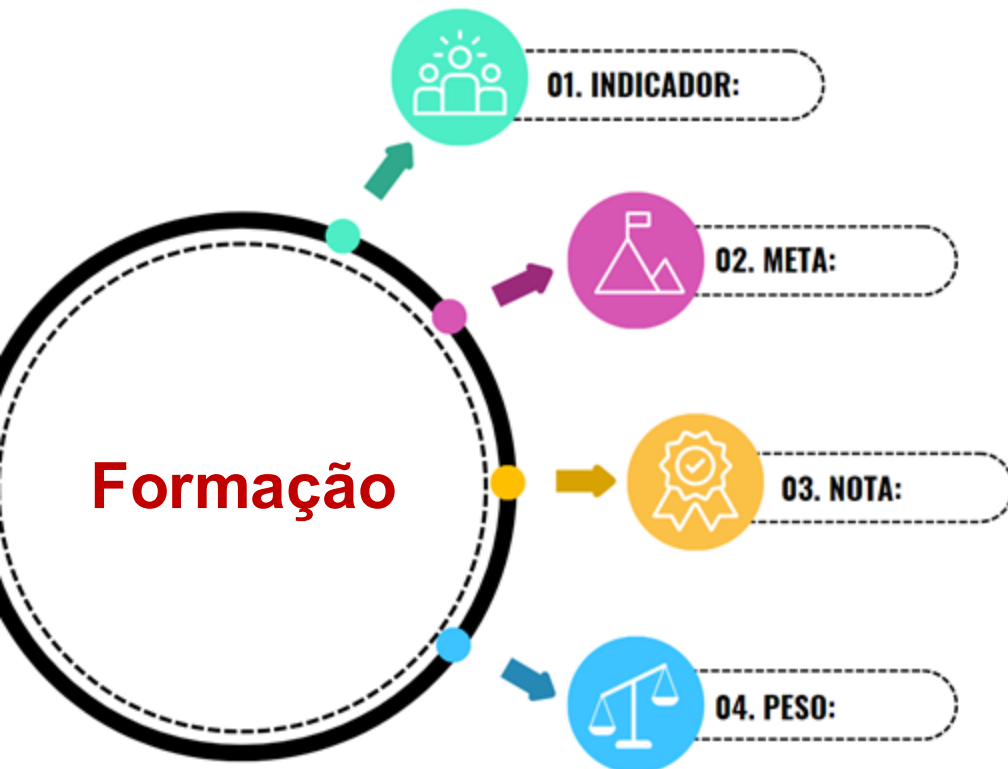 01. INDICADOR:
02. META:
Formação
03. NOTA:
04. PESO: